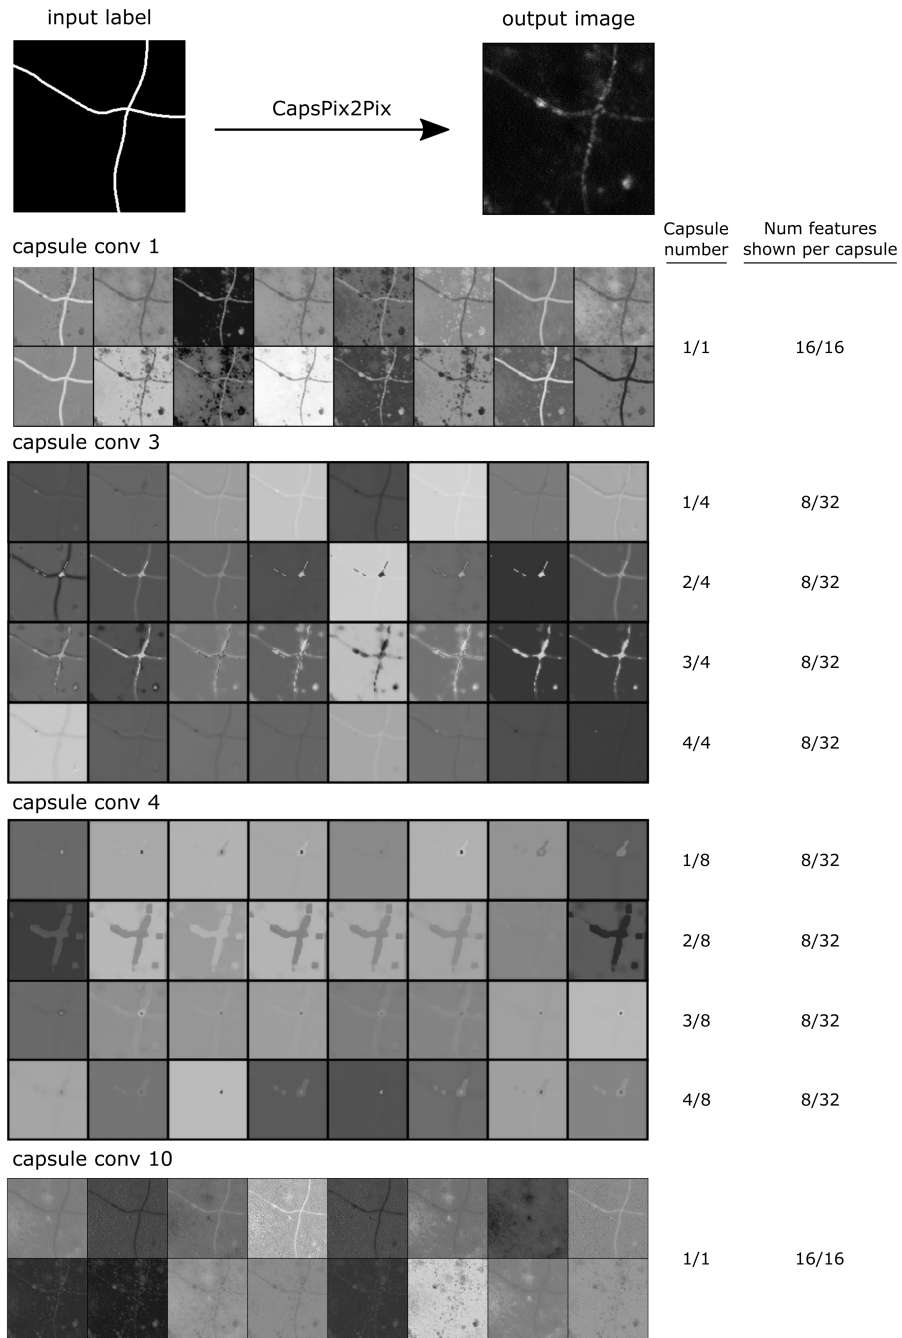 input label
output image
CapsPix2Pix
Capsule number
Num features shown per capsule
capsule conv 1
1/1 16/16
capsule conv 3
1/4 8/32
2/4 8/32
3/4 8/32
4/4 8/32
capsule conv 4
1/8 8/32
2/8 8/32
3/8 8/32
4/8 8/32
capsule conv 10
1/1 16/16